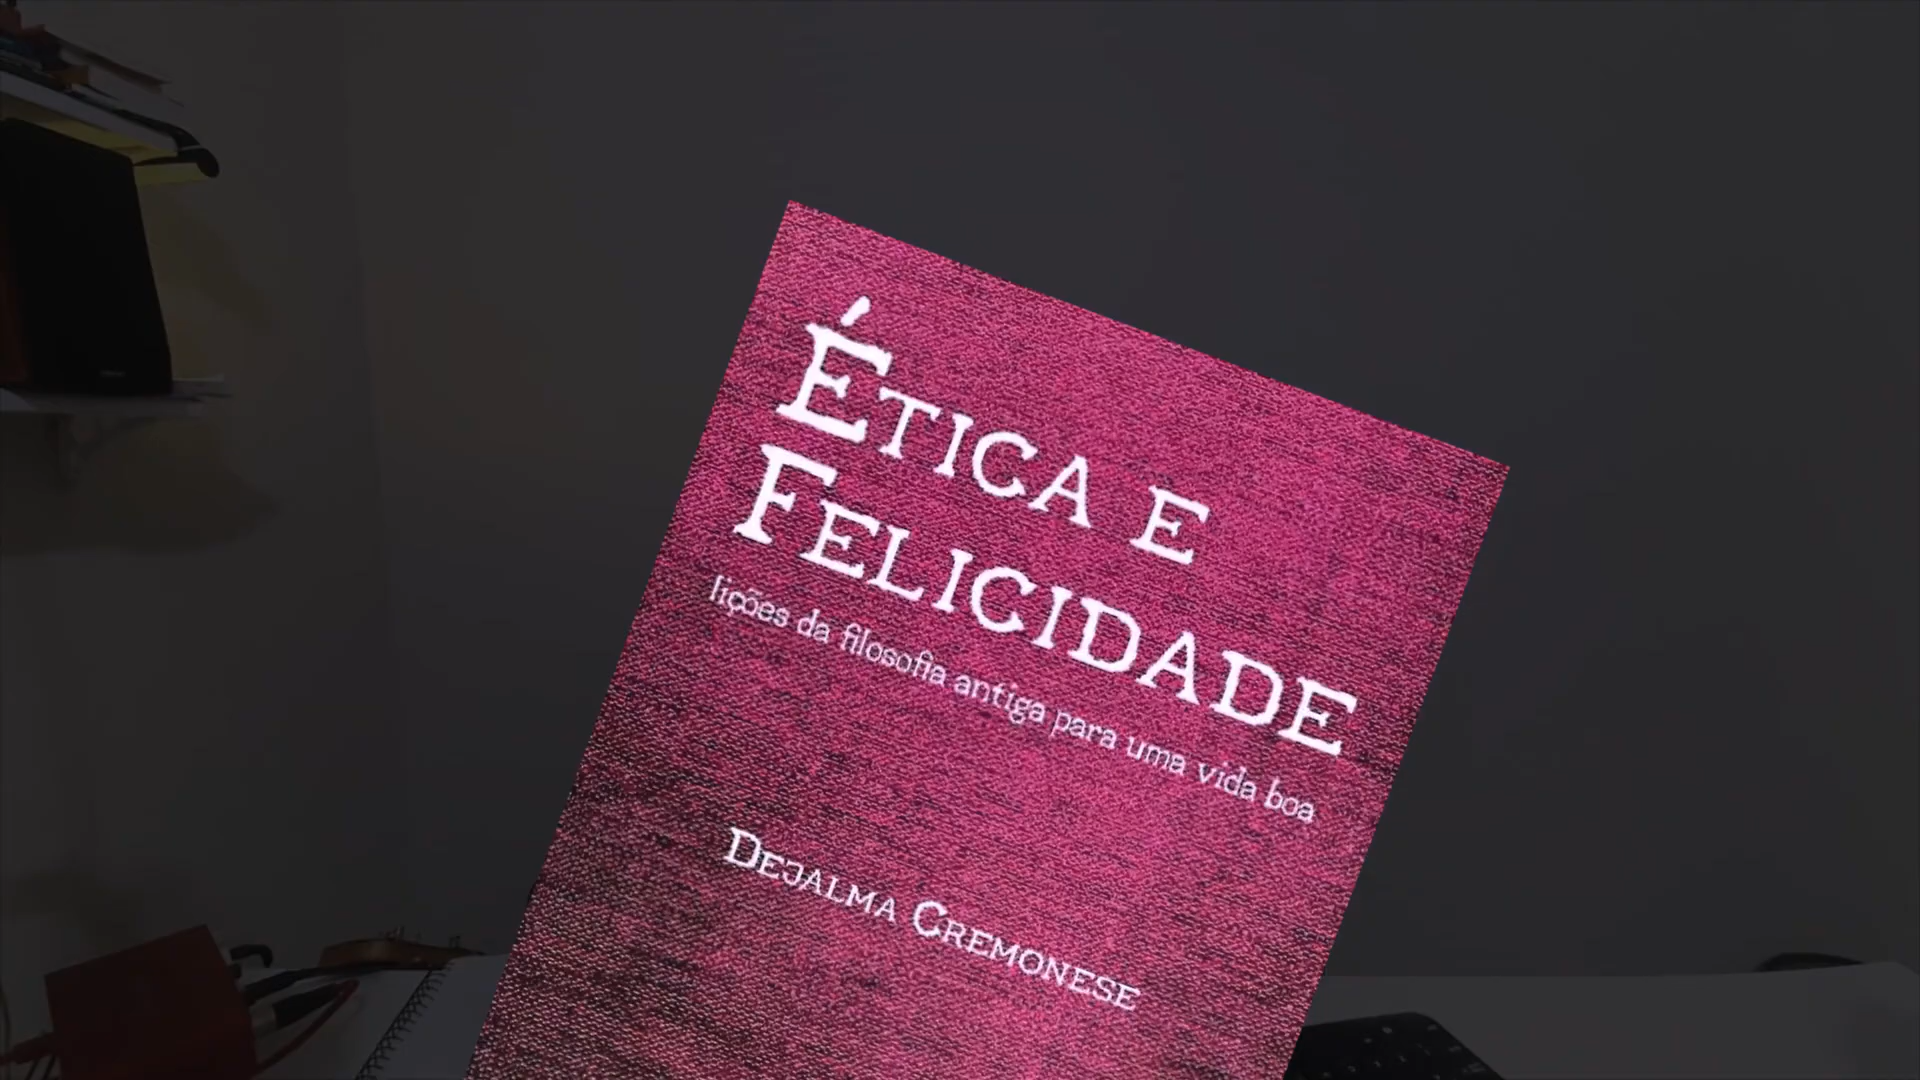 Ética e
Felicidade
lições da filosofia antiga para uma vida boa
Dejalma Cremonese